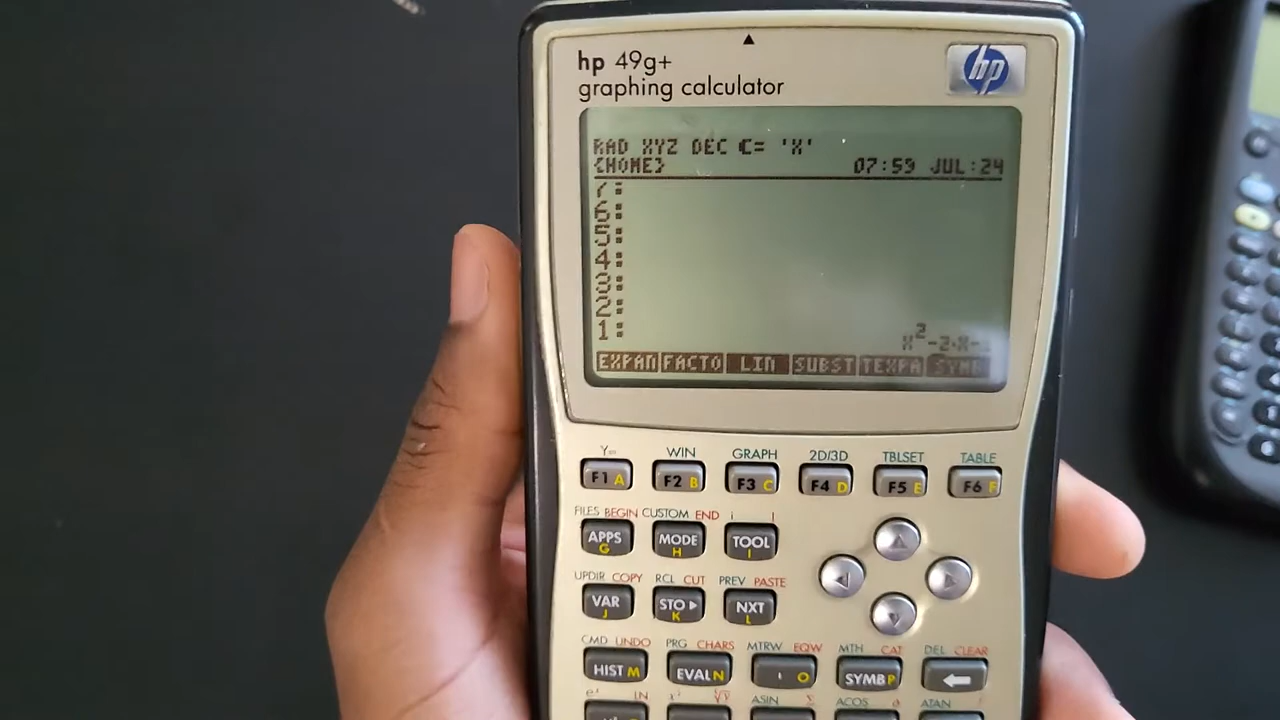 hp 49g+
graphing calculator
hp
RAD XYZ DEC C= 'X'
{HOME} 07:59 JUL:24
7:
6:
5:
4:
3:
2:
1: X²-2·X-
EXPAN FACTO LIN SUBST TEXPA
Y= WIN GRAPH 2D/3D TBLSET TABLE
F1 A F2 B F3 C F4 D F5 E F6 F
FILES BEGIN CUSTOM END i |
APPS G MODE H TOOL I
UPDIR COPY RCL CUT PREV PASTE
VAR J STO ▶ K NXT L
CMD UNDO PRG CHARS MTRW EQW MTH CAT DEL CLEAR
HIST M EVAL N ' O SYMB P
LN ASIN Σ ACOS ∂ ATAN